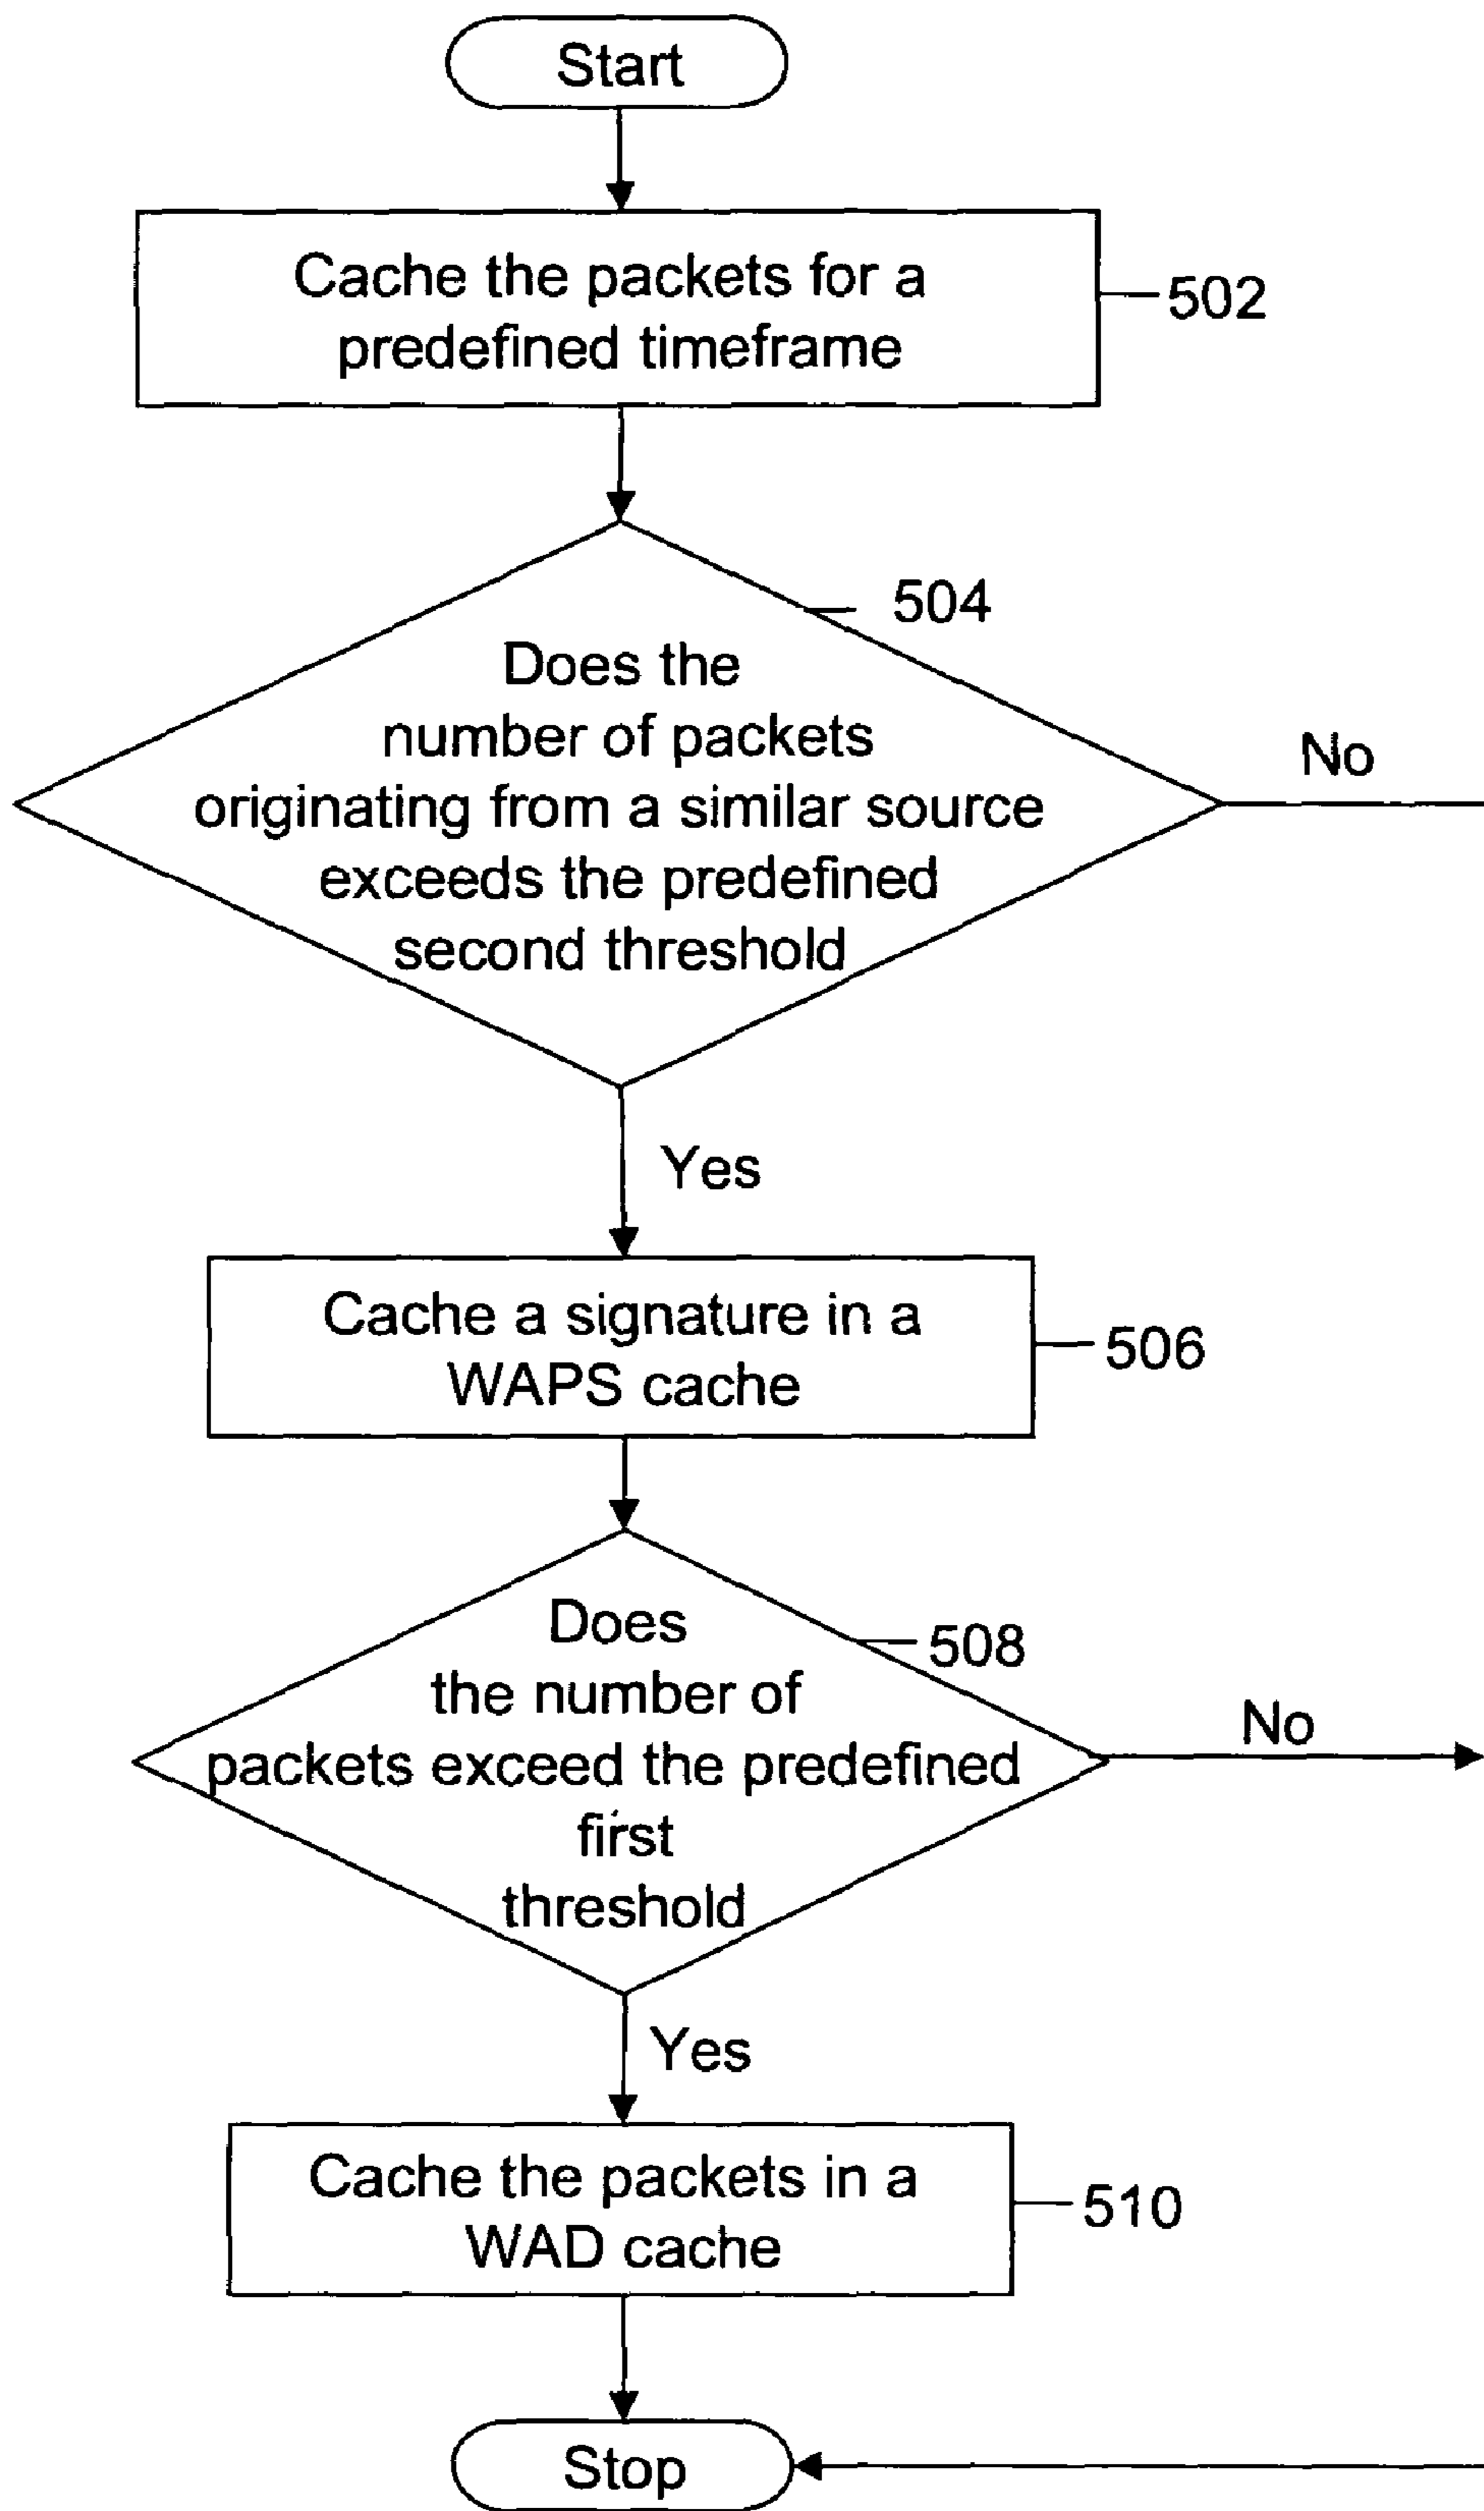 Start
Cache the packets for a
predefined timeframe
502
504
Does the
number of packets
originating from a similar source
exceeds the predefined
second threshold
No
Yes
Cache a signature in a
WAPS cache
506
Does
the number of
packets exceed the predefined
first
threshold
508
No
Yes
Cache the packets in a
WAD cache
510
Stop